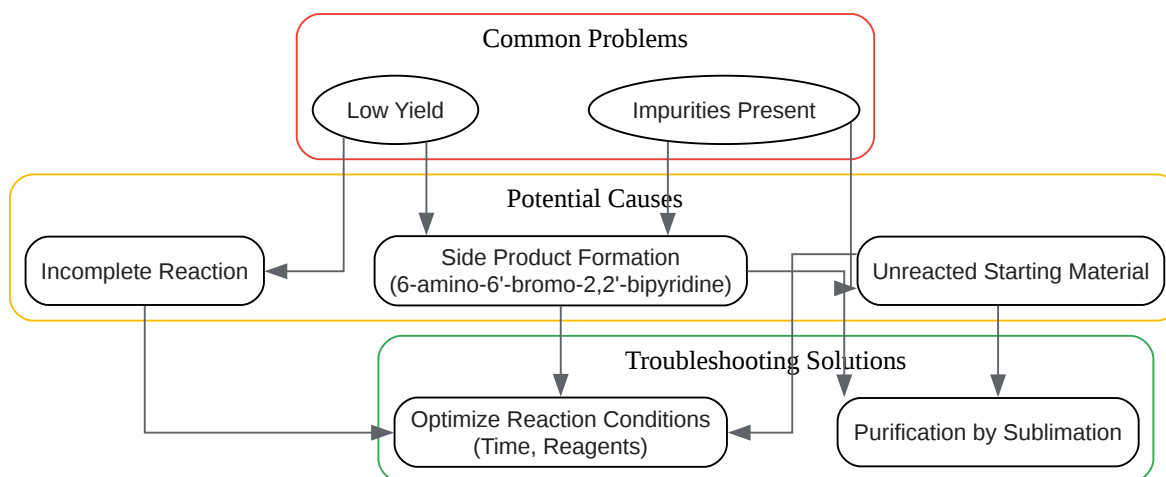 Common Problems
Low Yield
Impurities Present
Potential Causes
Incomplete Reaction
Side Product Formation
(6-amino-6'-bromo-2,2'-bipyridine)
Unreacted Starting Material
Troubleshooting Solutions
Optimize Reaction Conditions
(Time, Reagents)
Purification by Sublimation